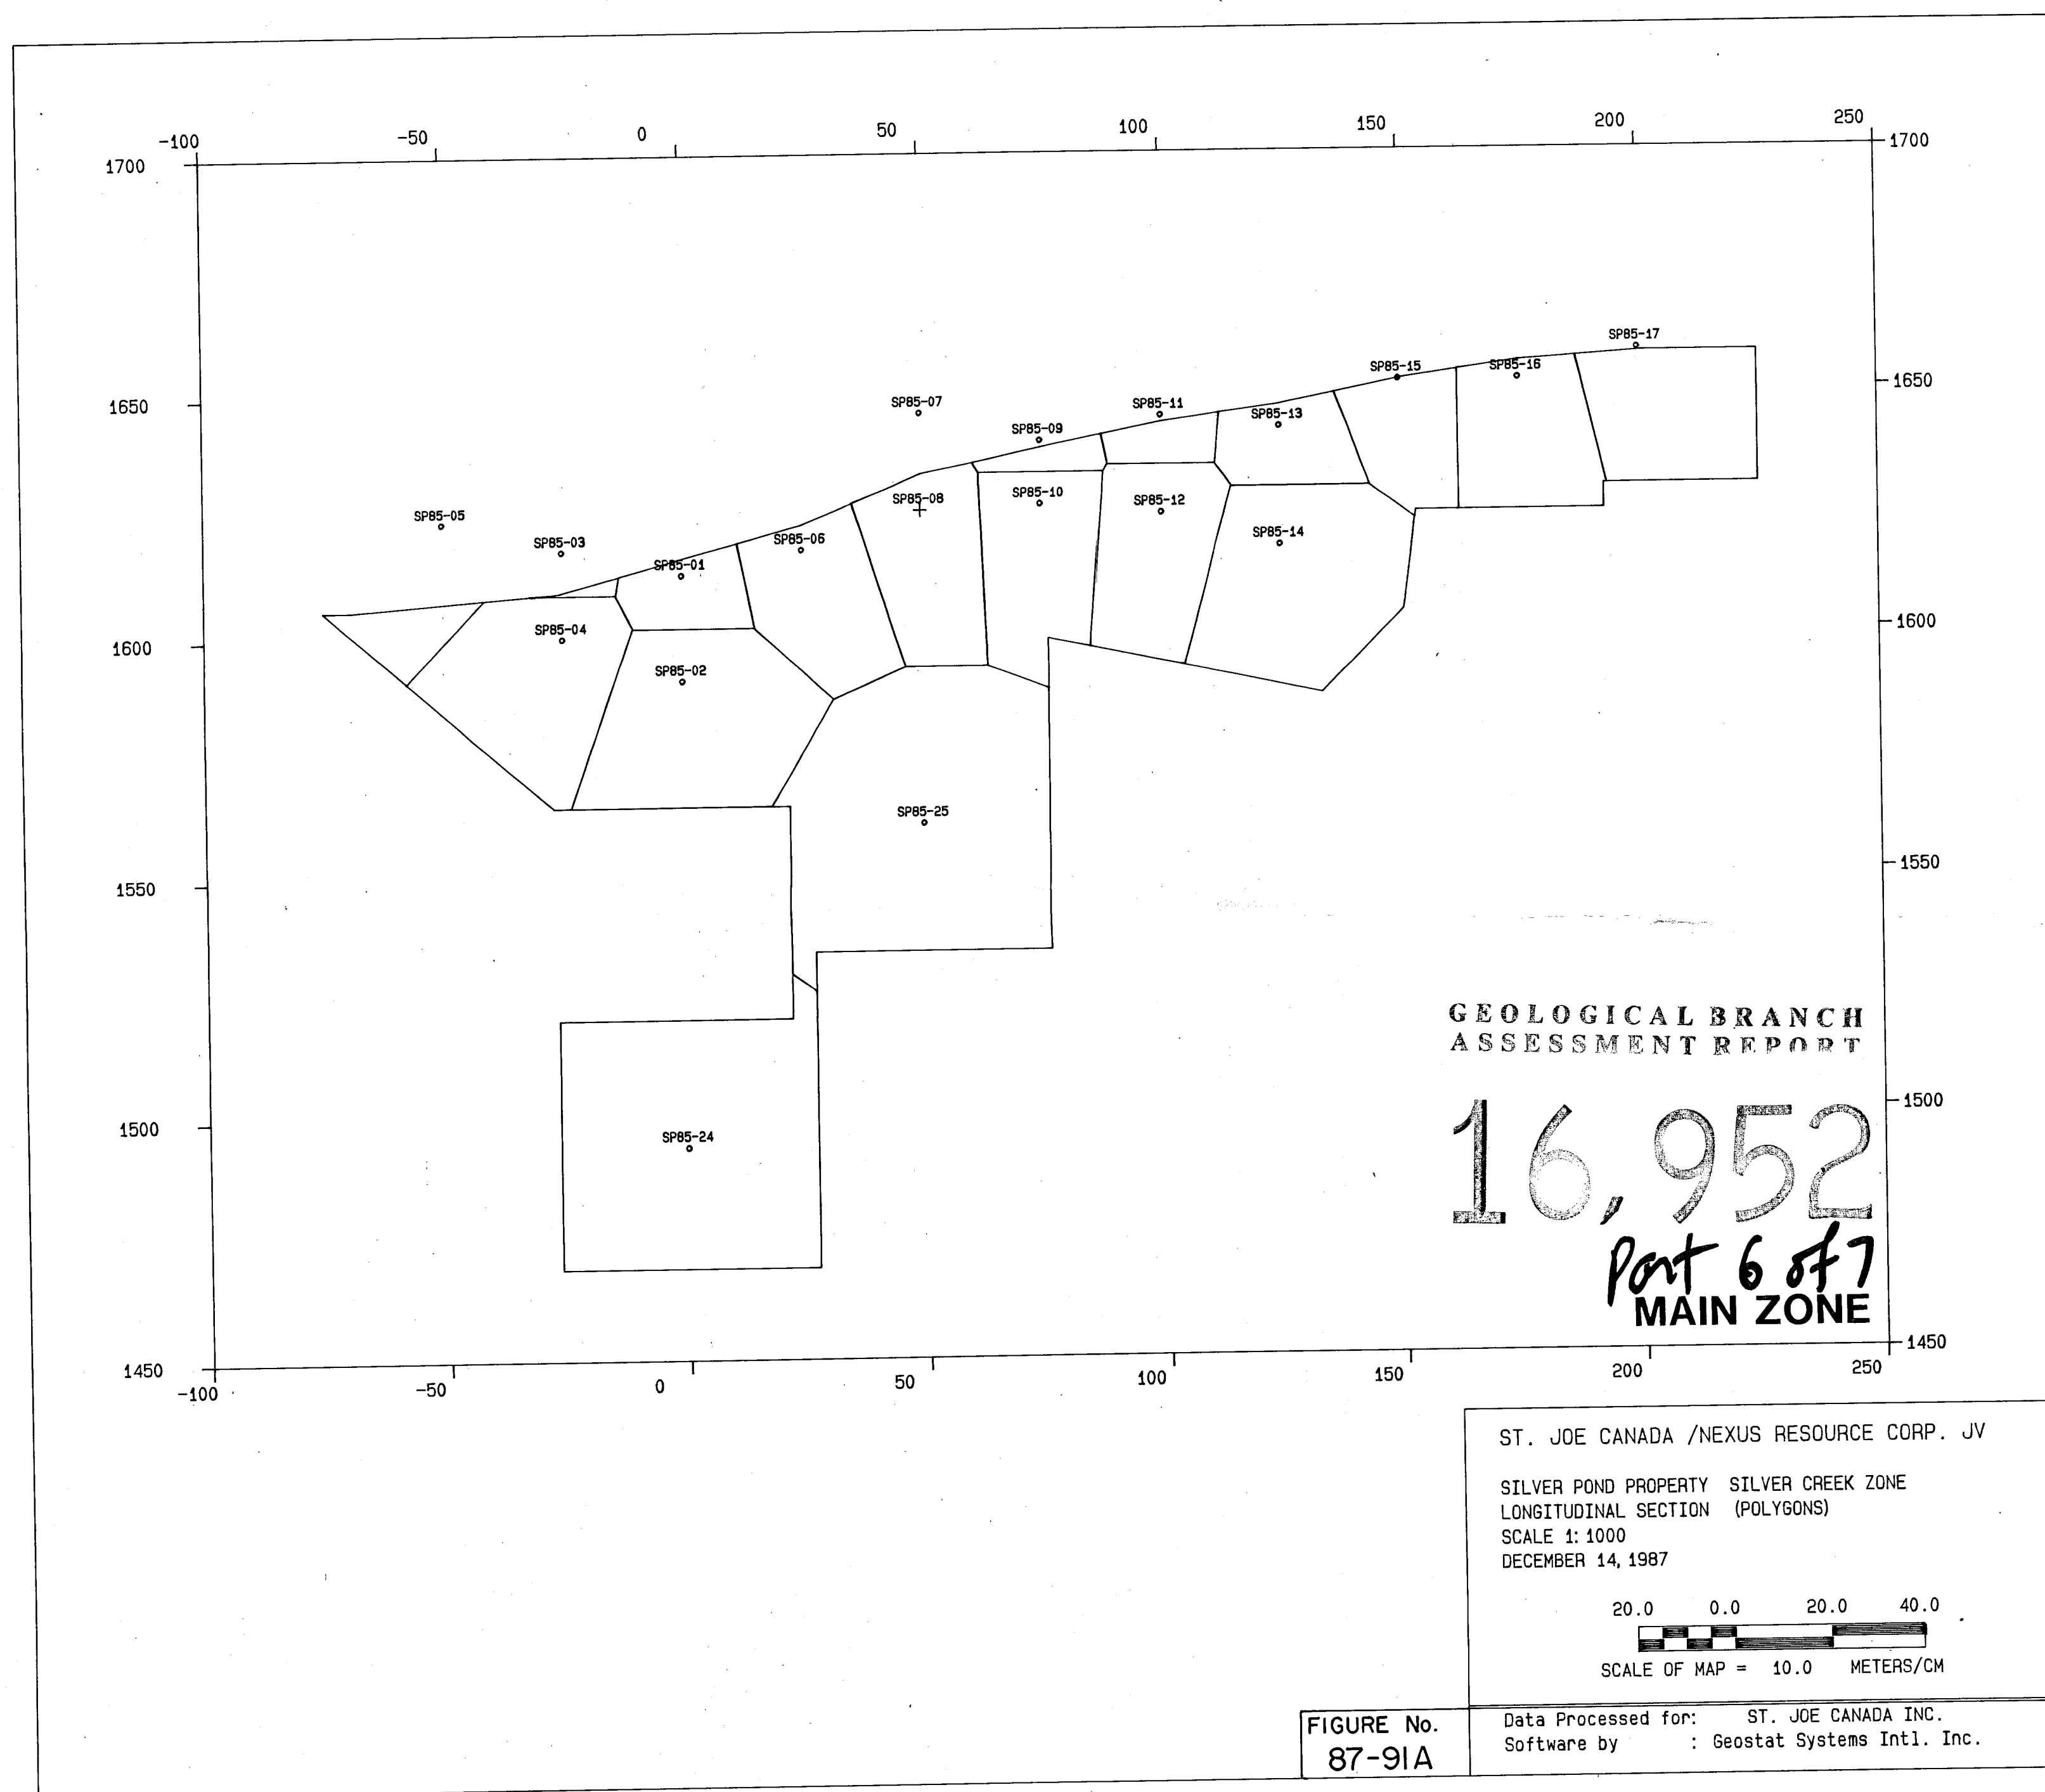 -100 -50 0 50 100 150 200 250
1700 1700
SP85-17
SP85-15 SP85-16
1650 1650
SP85-07 SP85-11
SP85-09 SP85-13
SP85-05 SP85-08 SP85-10 SP85-12
SP85-03 SP85-06 SP85-14
SP85-01
1600 1600
SP85-04
SP85-02
SP85-25
1550 1550
GEOLOGICAL BRANCH
ASSESSMENT REPORT
1500 1500
SP85-24
16,952
Part 6 of 7
MAIN ZONE
1450 1450
-100 -50 0 50 100 150 200 250
ST. JOE CANADA /NEXUS RESOURCE CORP. JV
SILVER POND PROPERTY SILVER CREEK ZONE
LONGITUDINAL SECTION (POLYGONS)
SCALE 1:1000
DECEMBER 14, 1987
20.0 0.0 20.0 40.0
SCALE OF MAP = 10.0 METERS/CM
FIGURE No.
87-91A
Data Processed for: ST. JOE CANADA INC.
Software by : Geostat Systems Intl. Inc.